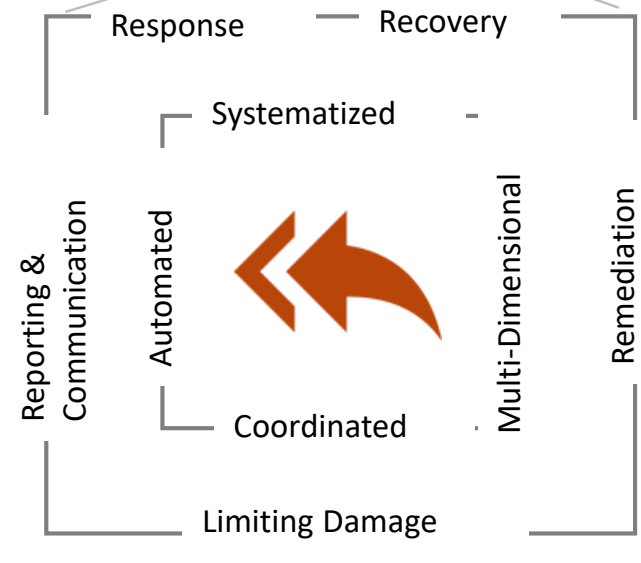 Response
Recovery
Systematized
Reporting &
Communication
Automated
Multi-Dimensional
Remediation
Coordinated
Limiting Damage